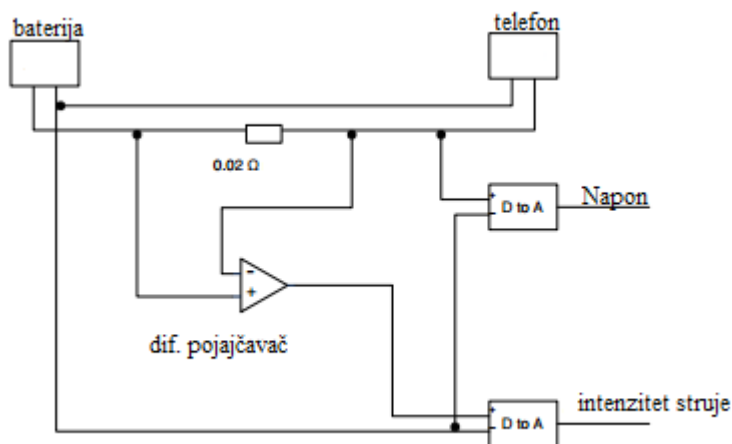 baterija
telefon
0.02 Ω
+
D to A
-
Napon
-
+
dif. pojajčavač
intenzitet struje
+
D to A
-